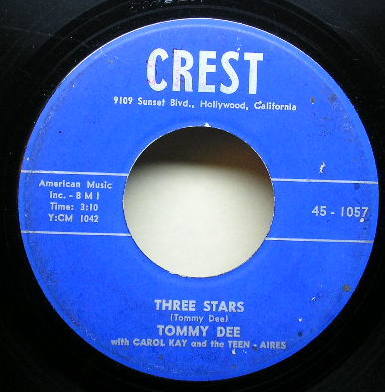 CREST
9109 Sunset Blvd., Hollywood, California
American Music
Inc. - B M I
Time: 3:10
Y:CM 1042
45 - 1057
THREE STARS
(Tommy Dee)
TOMMY DEE
with CAROL KAY and the TEEN - AIRES